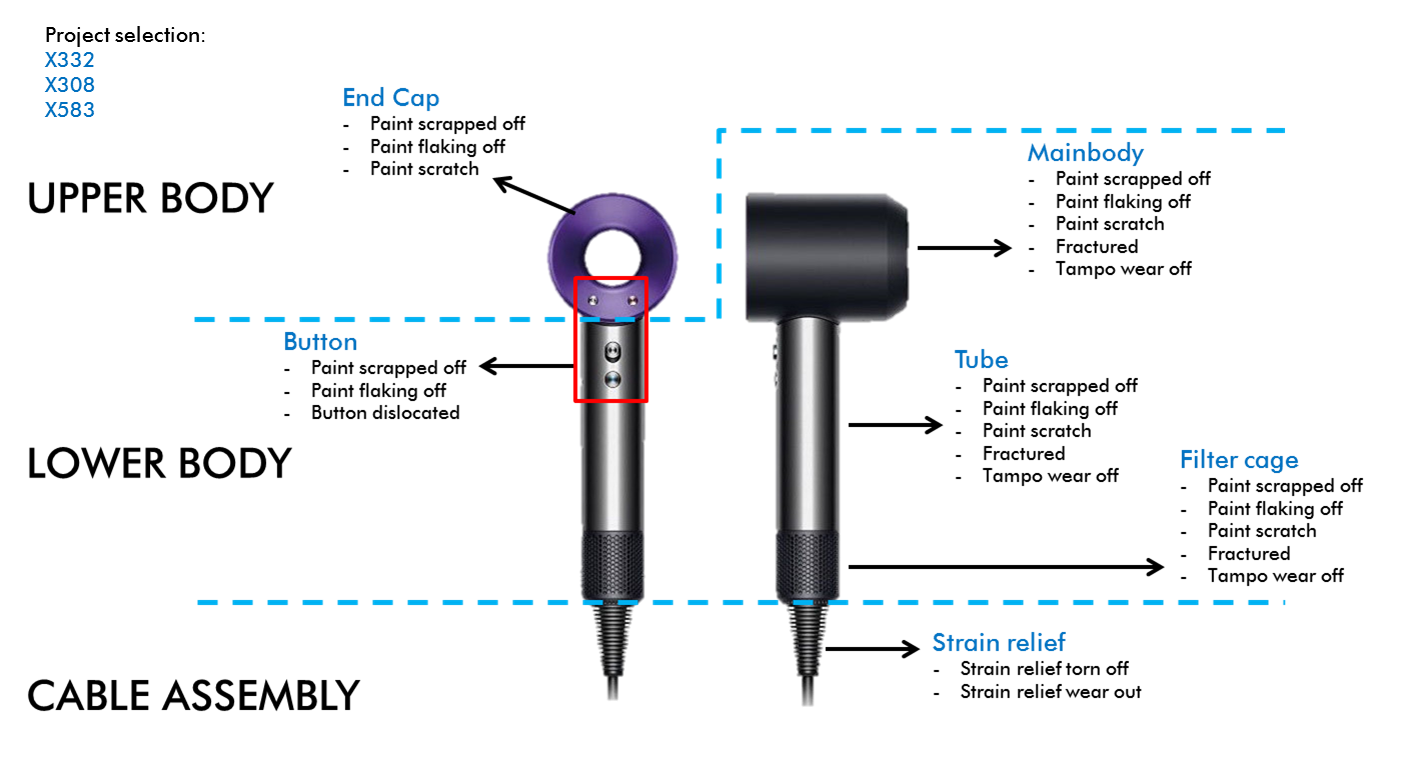 Project selection:
X332
X308
X583
UPPER BODY
End Cap
- Paint scrapped off
- Paint flaking off
- Paint scratch
Mainbody
- Paint scrapped off
- Paint flaking off
- Paint scratch
- Fractured
- Tampo wear off
LOWER BODY
Button
- Paint scrapped off
- Paint flaking off
- Button dislocated
Tube
- Paint scrapped off
- Paint flaking off
- Paint scratch
- Fractured
- Tampo wear off
Filter cage
- Paint scrapped off
- Paint flaking off
- Paint scratch
- Fractured
- Tampo wear off
CABLE ASSEMBLY
Strain relief
- Strain relief torn off
- Strain relief wear out